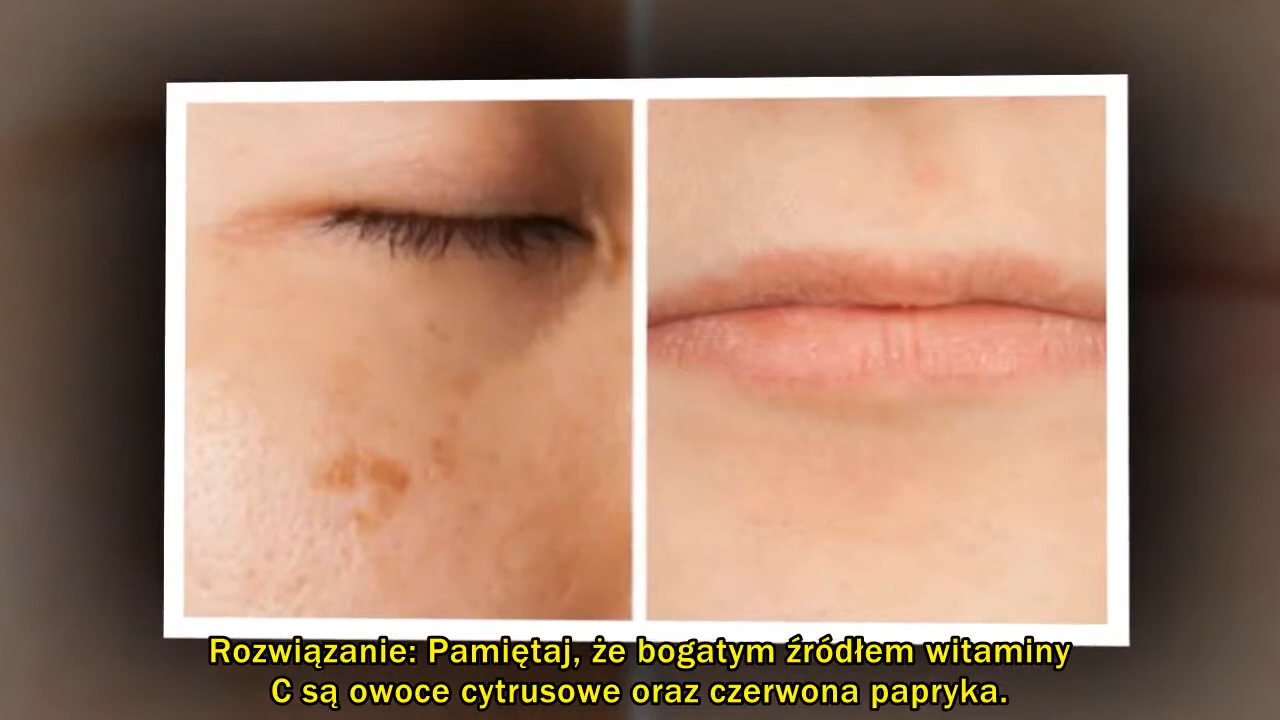 Rozwiązanie: Pamiętaj, że bogatym źródłem witaminy
C są owoce cytrusowe oraz czerwona papryka.